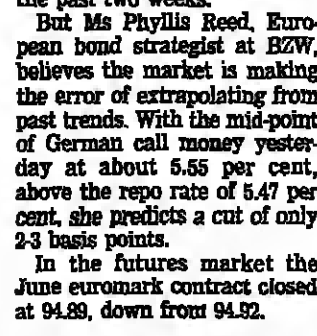 the past two weeks.
But Ms Phyllis Reed, Euro-
pean bond strategist at BZW,
believes the market is making
the error of extrapolating from
past trends. With the mid-point
of German call money yester-
day at about 5.55 per cent,
above the repo rate of 5.47 per
cent, she predicts a cut of only
2-3 basis points.
In the futures market the
June euromark contract closed
at 94.89, down from 94.92.